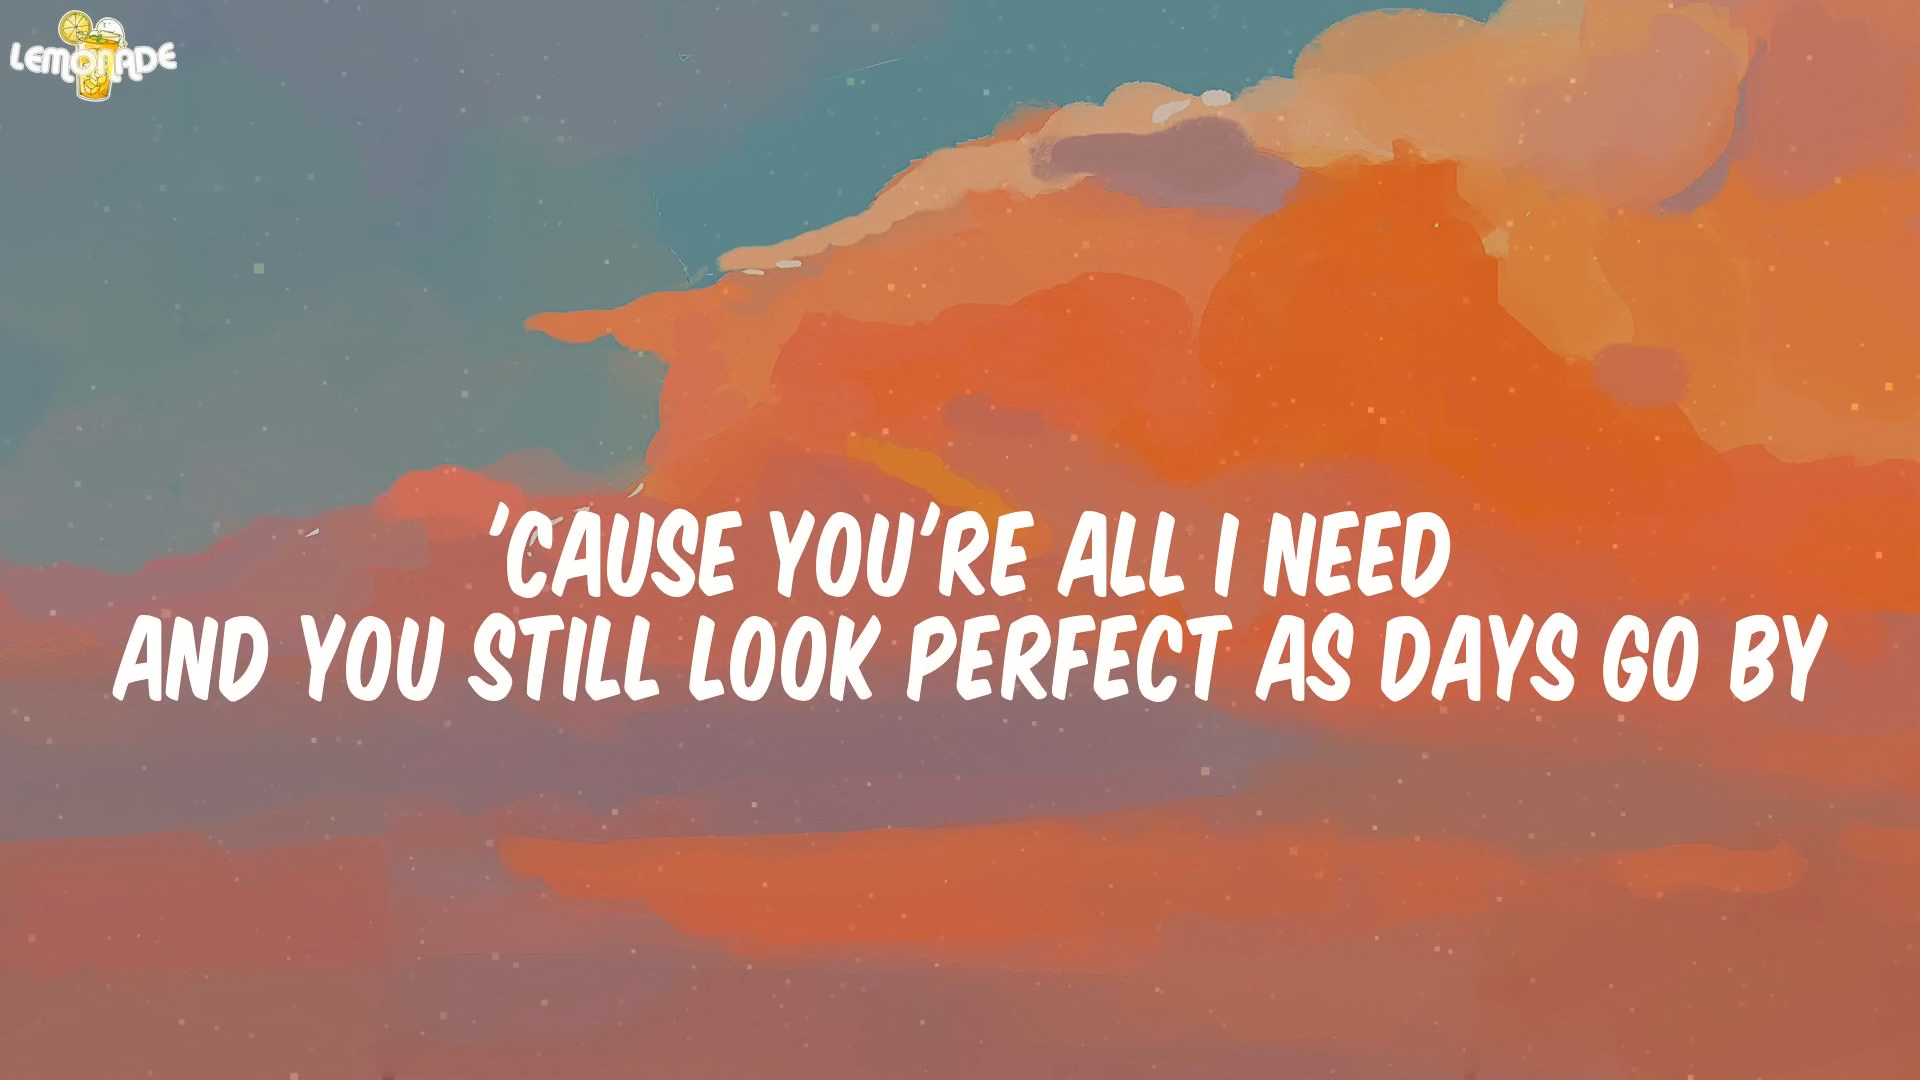 LEMONADE
'CAUSE YOU'RE ALL I NEED
AND YOU STILL LOOK PERFECT AS DAYS GO BY